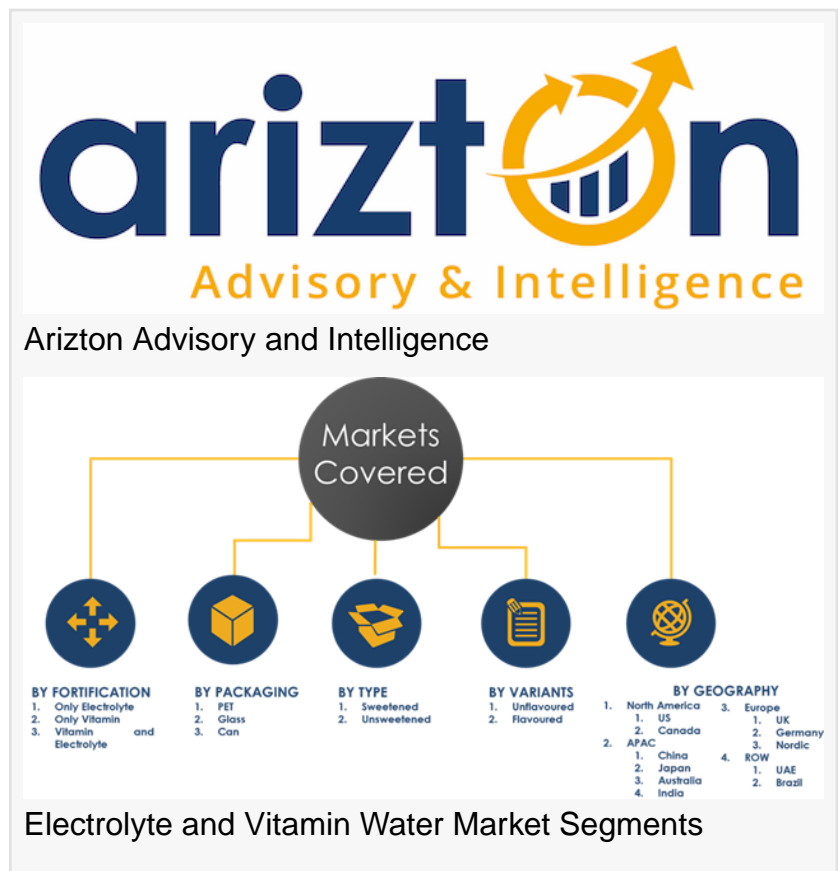 arizton
Advisory & Intelligence
Arizton Advisory and Intelligence
Markets
Covered
BY FORTIFICATION
1. Only Electrolyte
2. Only Vitamin
3. Vitamin and
Electrolyte
BY PACKAGING
1. PET
2. Glass
3. Can
BY TYPE
1. Sweetened
2. Unsweetened
BY VARIANTS
1. Unflavoured
2. Flavoured
BY GEOGRAPHY
1. North America
1. US
2. Canada
2. APAC
1. China
2. Japan
3. Australia
4. India
3. Europe
1. UK
2. Germany
3. Nordic
4. ROW
1. UAE
2. Brazil
Electrolyte and Vitamin Water Market Segments